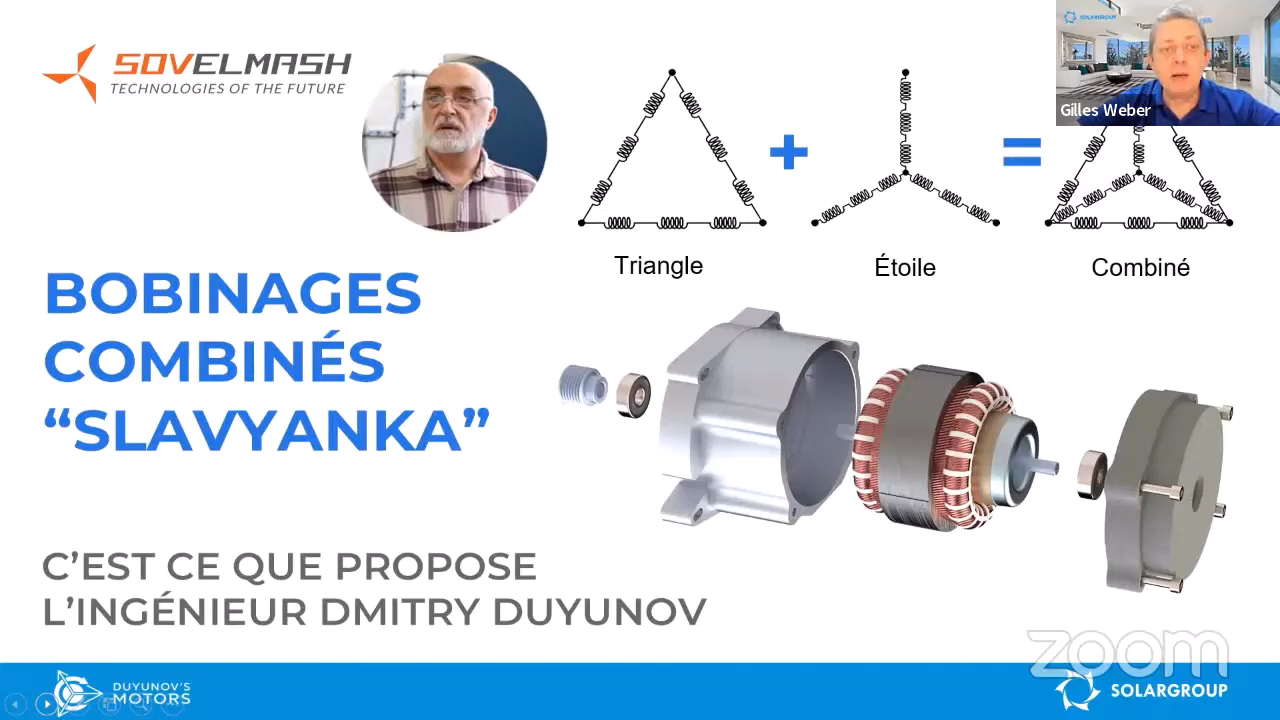 SOVELMASH
TECHNOLOGIES OF THE FUTURE
SOLARGROUP
Gilles Weber
Triangle
Étoile
Combiné
BOBINAGES
COMBINÉS
“SLAVYANKA”
C’EST CE QUE PROPOSE
L’INGÉNIEUR DMITRY DUYUNOV
zoom
DUYUNOV’S
MOTORS
SOLARGROUP